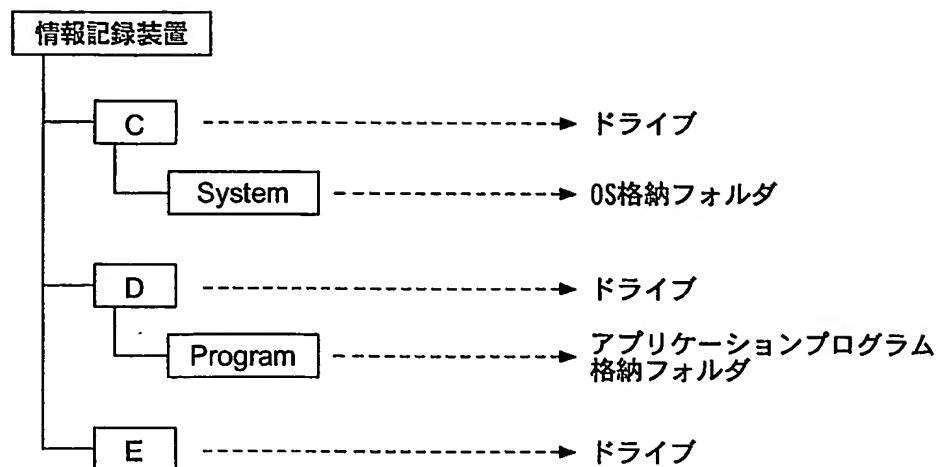 情報記録装置
C ドライブ
System OS格納フォルダ
D ドライブ
Program アプリケーションプログラム
格納フォルダ
E ドライブ